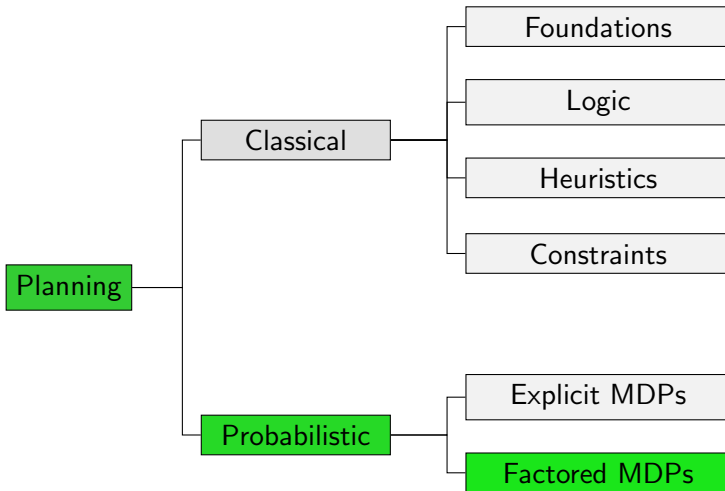 Foundations
Logic
Classical
Heuristics
Constraints
Planning
Explicit MDPs
Probabilistic
Factored MDPs